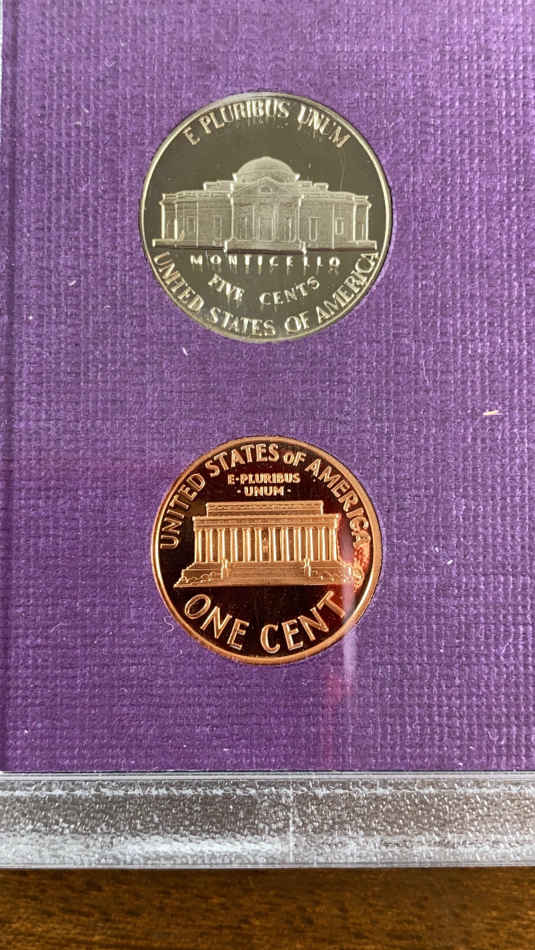 E PLURIBUS UNUM
MONTICELLO
FIVE CENTS
UNITED STATES OF AMERICA
UNITED STATES OF AMERICA
E·PLURIBUS
·UNUM·
ONE CENT